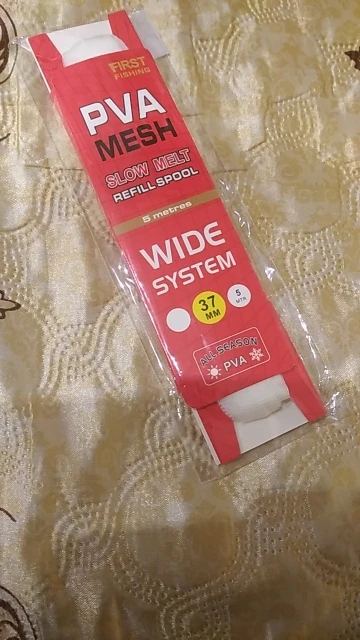 FIRST
FISHING
PVA
MESH
SLOW MELT
REFILL SPOOL
5 metres
WIDE
SYSTEM
37
MM
5
MTR
ALL SEASON
PVA